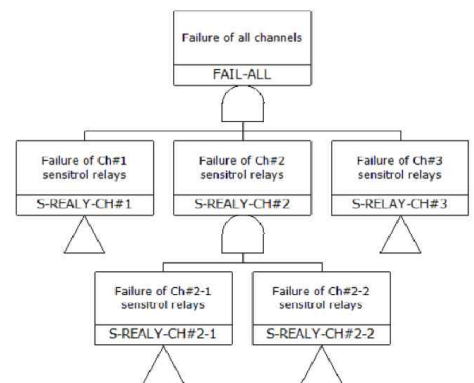 Failure of all channels
FAIL-ALL
Failure of Ch#1
sensitrol relays
S-REALY-CH#1
Failure of Ch#2
sensitrol relays
S-REALY-CH#2
Failure of Ch#3
sensitrol relays
S-RELAY-CH#3
Failure of Ch#2-1
sensitrol relays
S-REALY-CH#2-1
Failure of Ch#2-2
sensitrol relays
S-REALY-CH#2-2